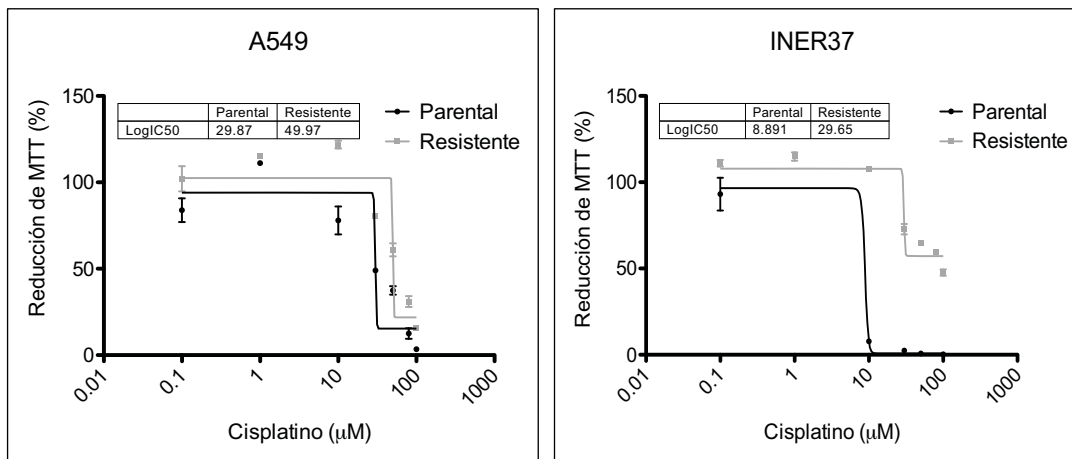 A549
Reducción de MTT (%)
150
100
50
0
Parental Resistente
LogIC50 29.87 49.97
Parental
Resistente
0.01 0.1 1 10 100 1000
Cisplatino (μM)
INER37
Reducción de MTT (%)
150
100
50
0
Parental Resistente
LogIC50 8.891 29.65
Parental
Resistente
0.01 0.1 1 10 100 1000
Cisplatino (μM)